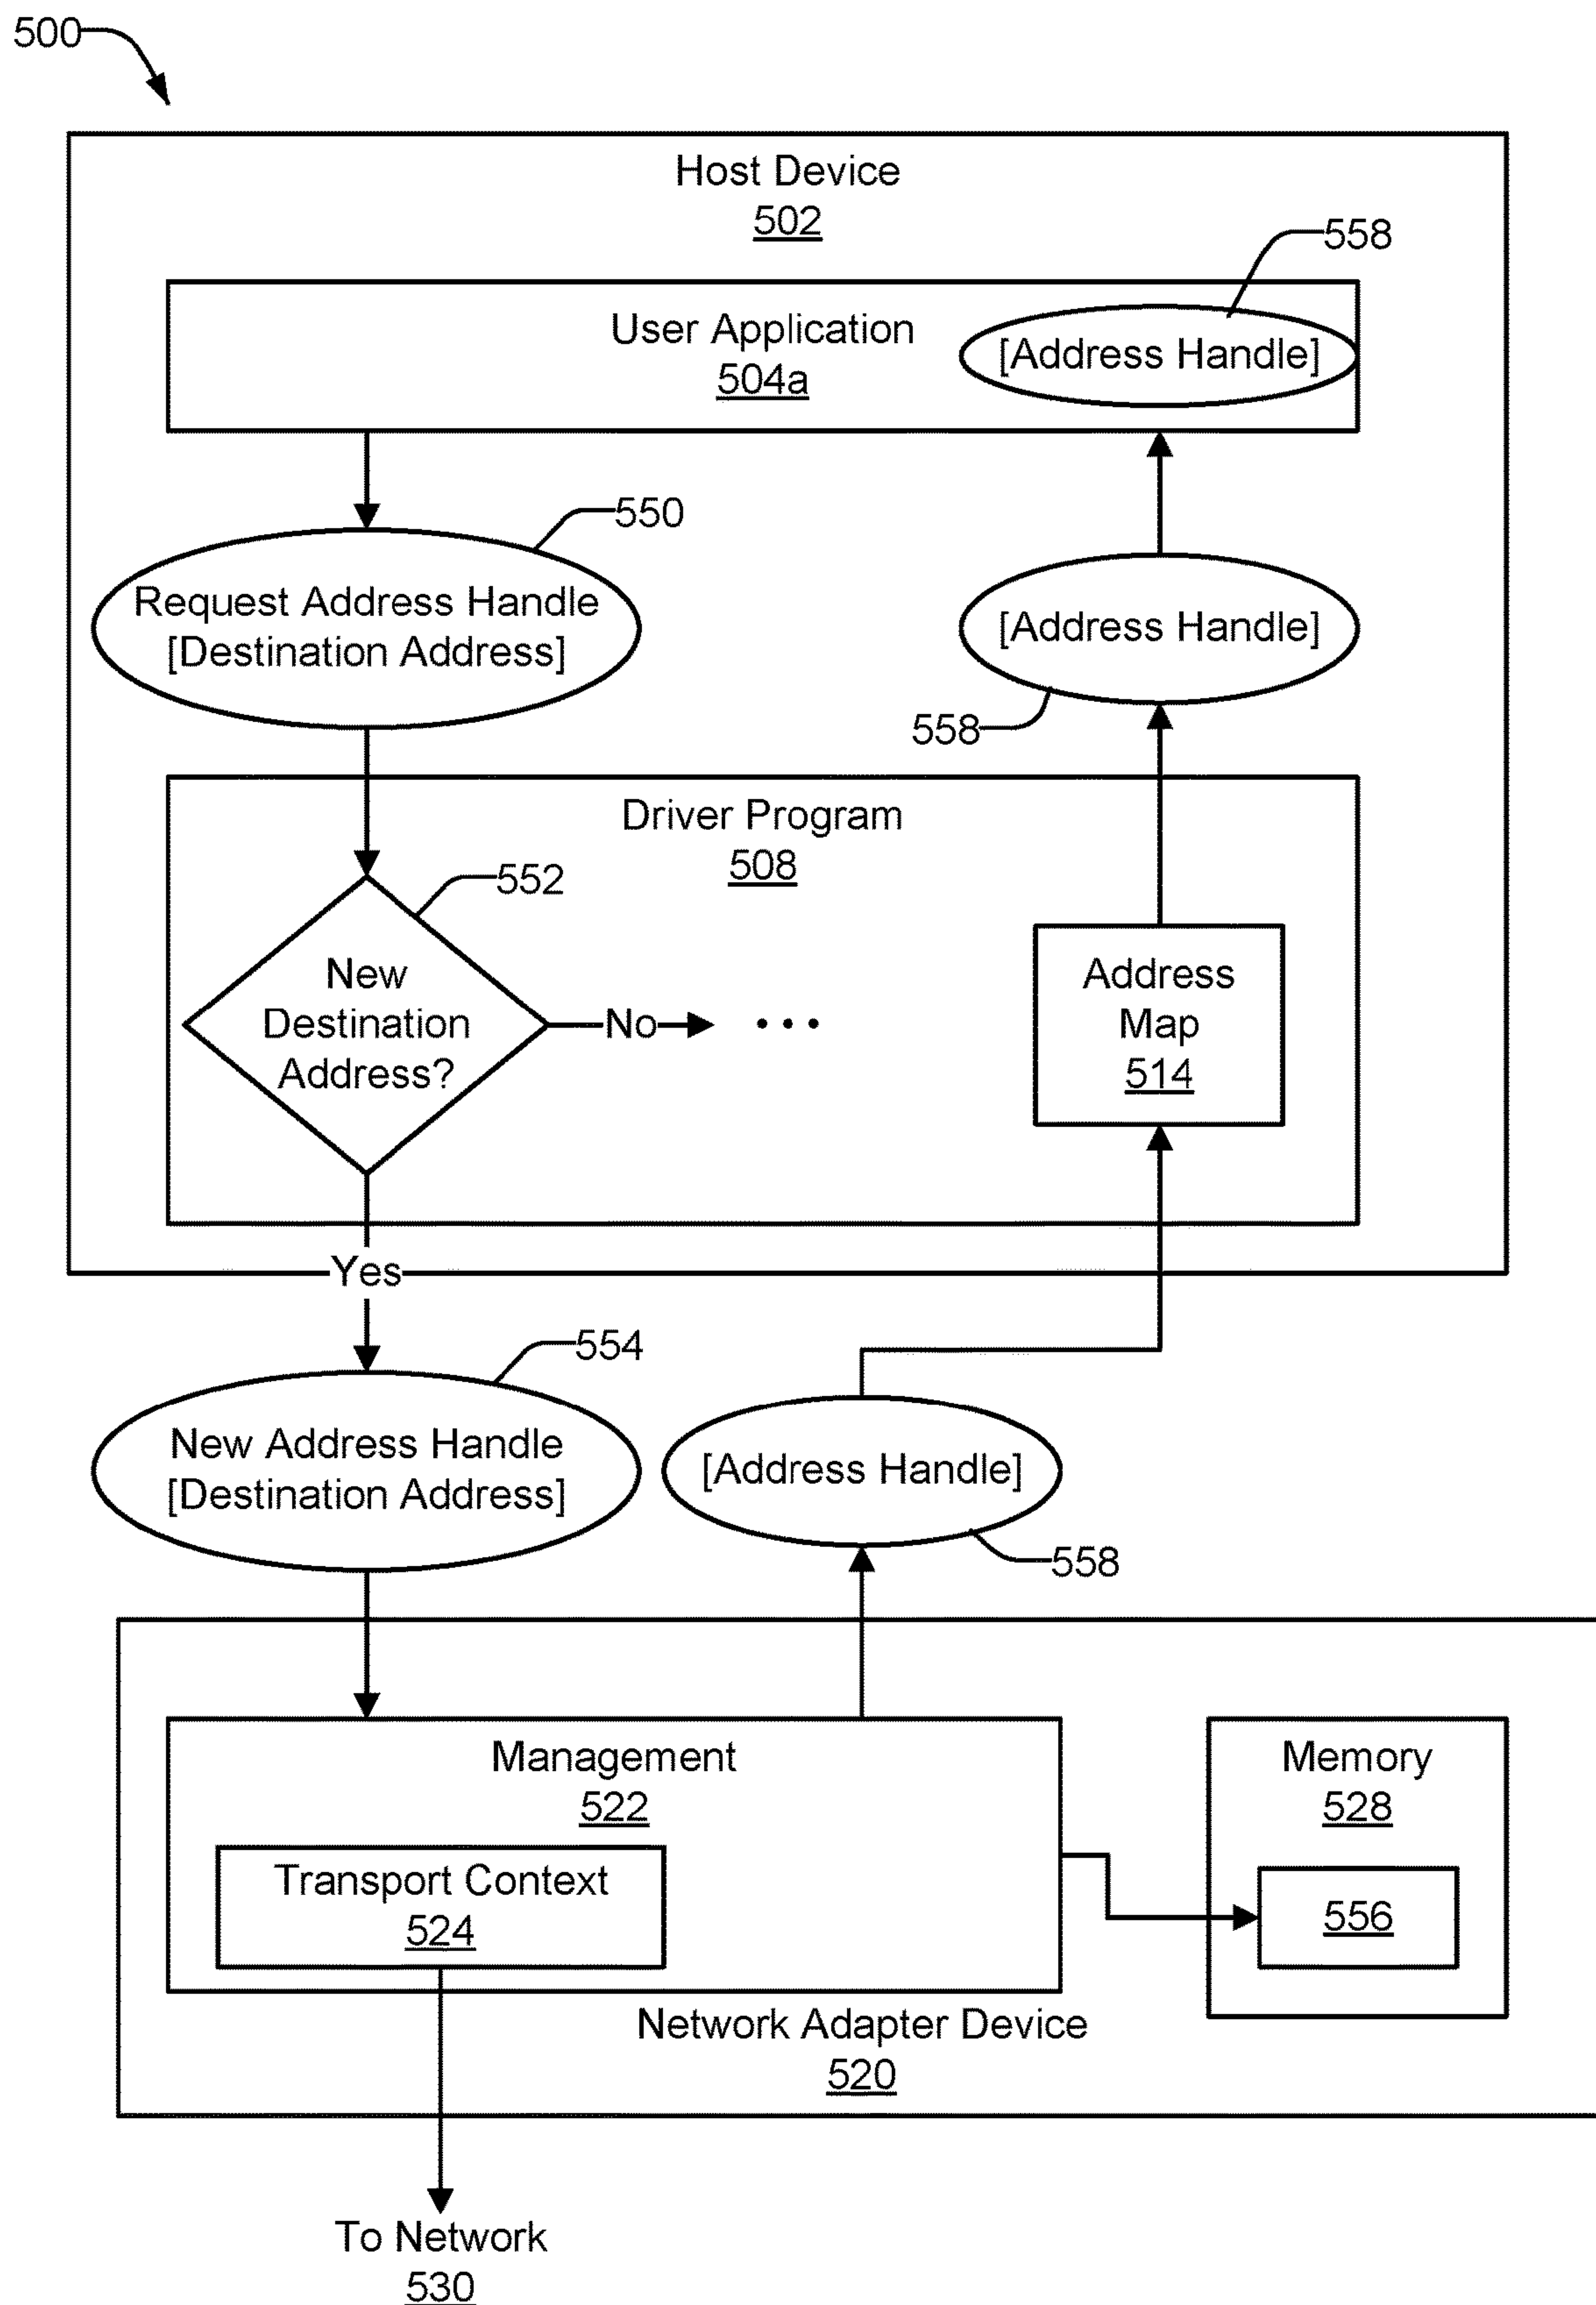 500
Host Device
502
558
User Application
504a
[Address Handle]
550
Request Address Handle
[Destination Address]
[Address Handle]
558
Driver Program
508
552
New
Destination
Address?
No
...
Address
Map
514
Yes
554
New Address Handle
[Destination Address]
[Address Handle]
558
Management
522
Transport Context
524
Memory
528
556
Network Adapter Device
520
To Network
530